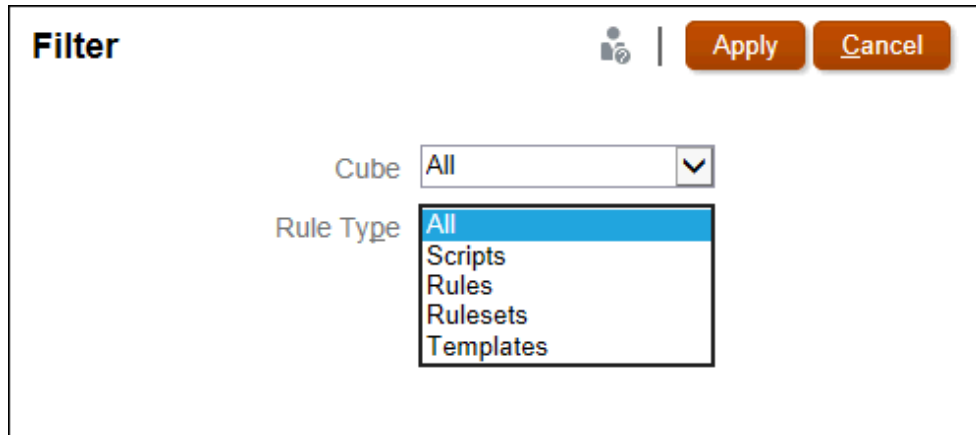 Filter
Apply
Cancel
Cube All
Rule Type All
Scripts
Rules
Rulesets
Templates